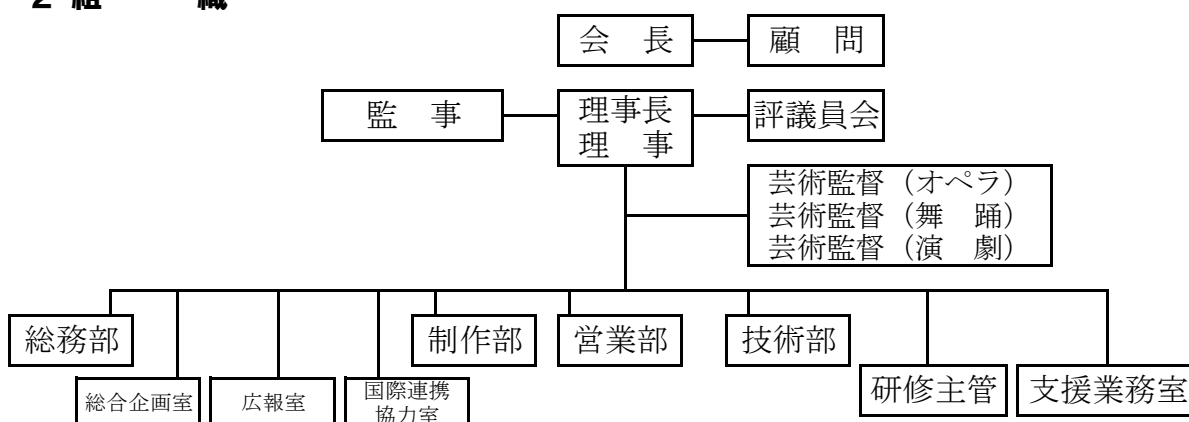 2 組 織
会 長
顧 問
監 事
理事長
理 事
評議員会
芸術監督（オペラ）
芸術監督（舞 踊）
芸術監督（演 劇）
総務部
制作部
営業部
技術部
総合企画室
広報室
国際連携
協力室
研修主管
支援業務室